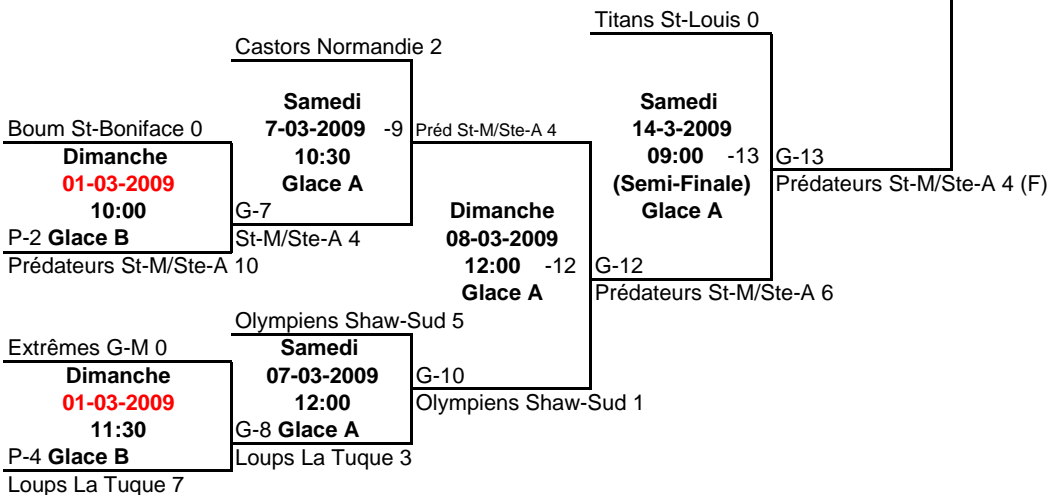 Titans St-Louis 0
Castors Normandie 2
Samedi
7-03-2009 -9
10:30
Glace A
Samedi
14-3-2009
09:00 -13
(Semi-Finale)
Glace A
Boum St-Boniface 0
Préd St-M/Ste-A 4
Dimanche
01-03-2009
10:00
P-2 Glace B
G-13
Prédateurs St-M/Ste-A 4 (F)
G-7
St-M/Ste-A 4
Prédateurs St-M/Ste-A 10
Dimanche
08-03-2009
12:00 -12
Glace A
G-12
Prédateurs St-M/Ste-A 6
Olympiens Shaw-Sud 5
Extrêmes G-M 0
Samedi
07-03-2009
12:00
G-8 Glace A
Dimanche
01-03-2009
11:30
P-4 Glace B
G-10
Olympiens Shaw-Sud 1
Loups La Tuque 3
Loups La Tuque 7